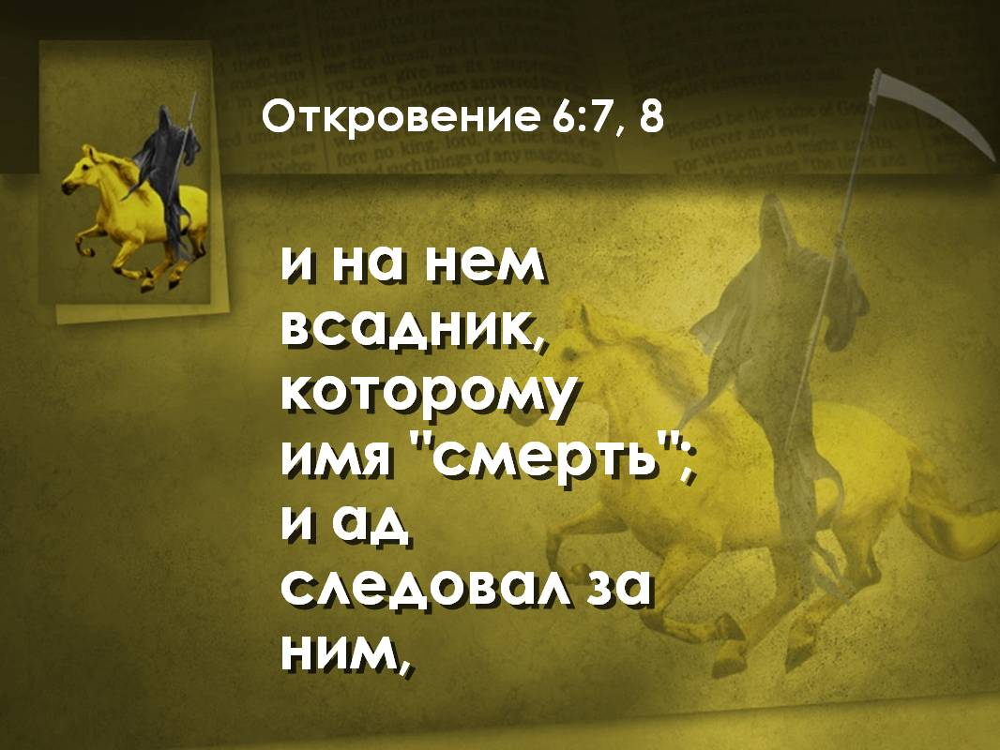 Откровение 6:7, 8
и на нем
всадник,
которому
имя "смерть";
и ад
следовал за
ним,